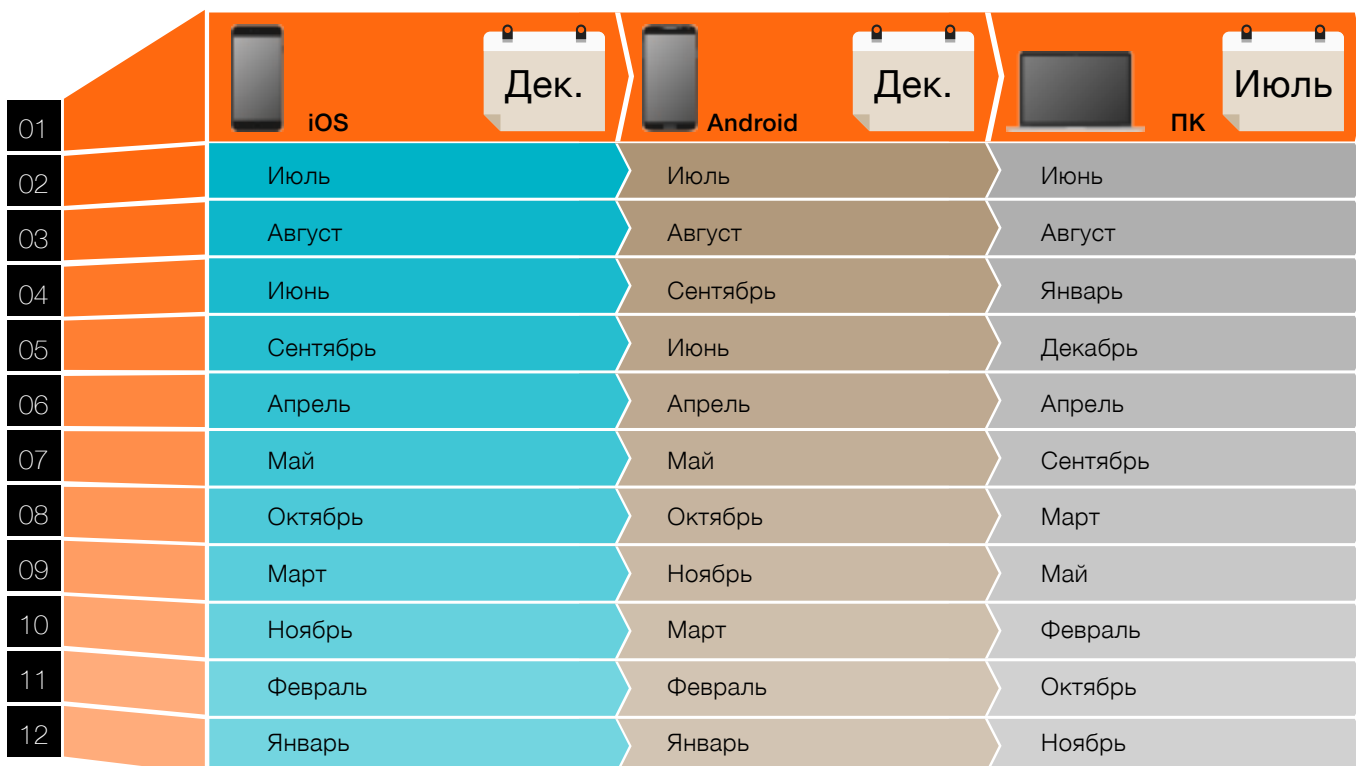 01 iOS Дек. Android Дек. ПК Июль
02 Июль Июль Июнь
03 Август Август Август
04 Июнь Сентябрь Январь
05 Сентябрь Июнь Декабрь
06 Апрель Апрель Апрель
07 Май Май Сентябрь
08 Октябрь Октябрь Март
09 Март Ноябрь Май
10 Ноябрь Март Февраль
11 Февраль Февраль Октябрь
12 Январь Январь Ноябрь